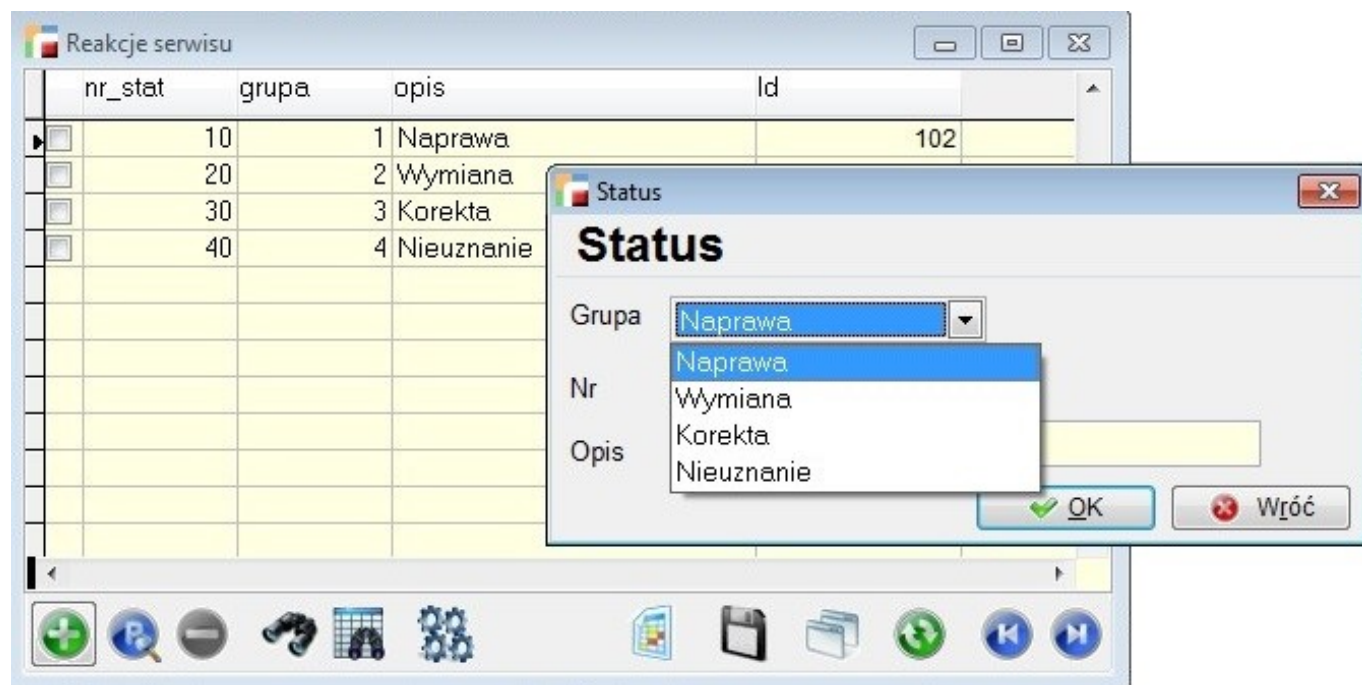 Reakcje serwisu
nr_stat grupa opis Id
10 1 Naprawa 102
20 2 Wymiana
30 3 Korekta
40 4 Nieuznanie
Status
Status
Grupa Naprawa
Naprawa
Nr
Wymiana
Korekta
Opis
Nieuznanie
OK Wróć